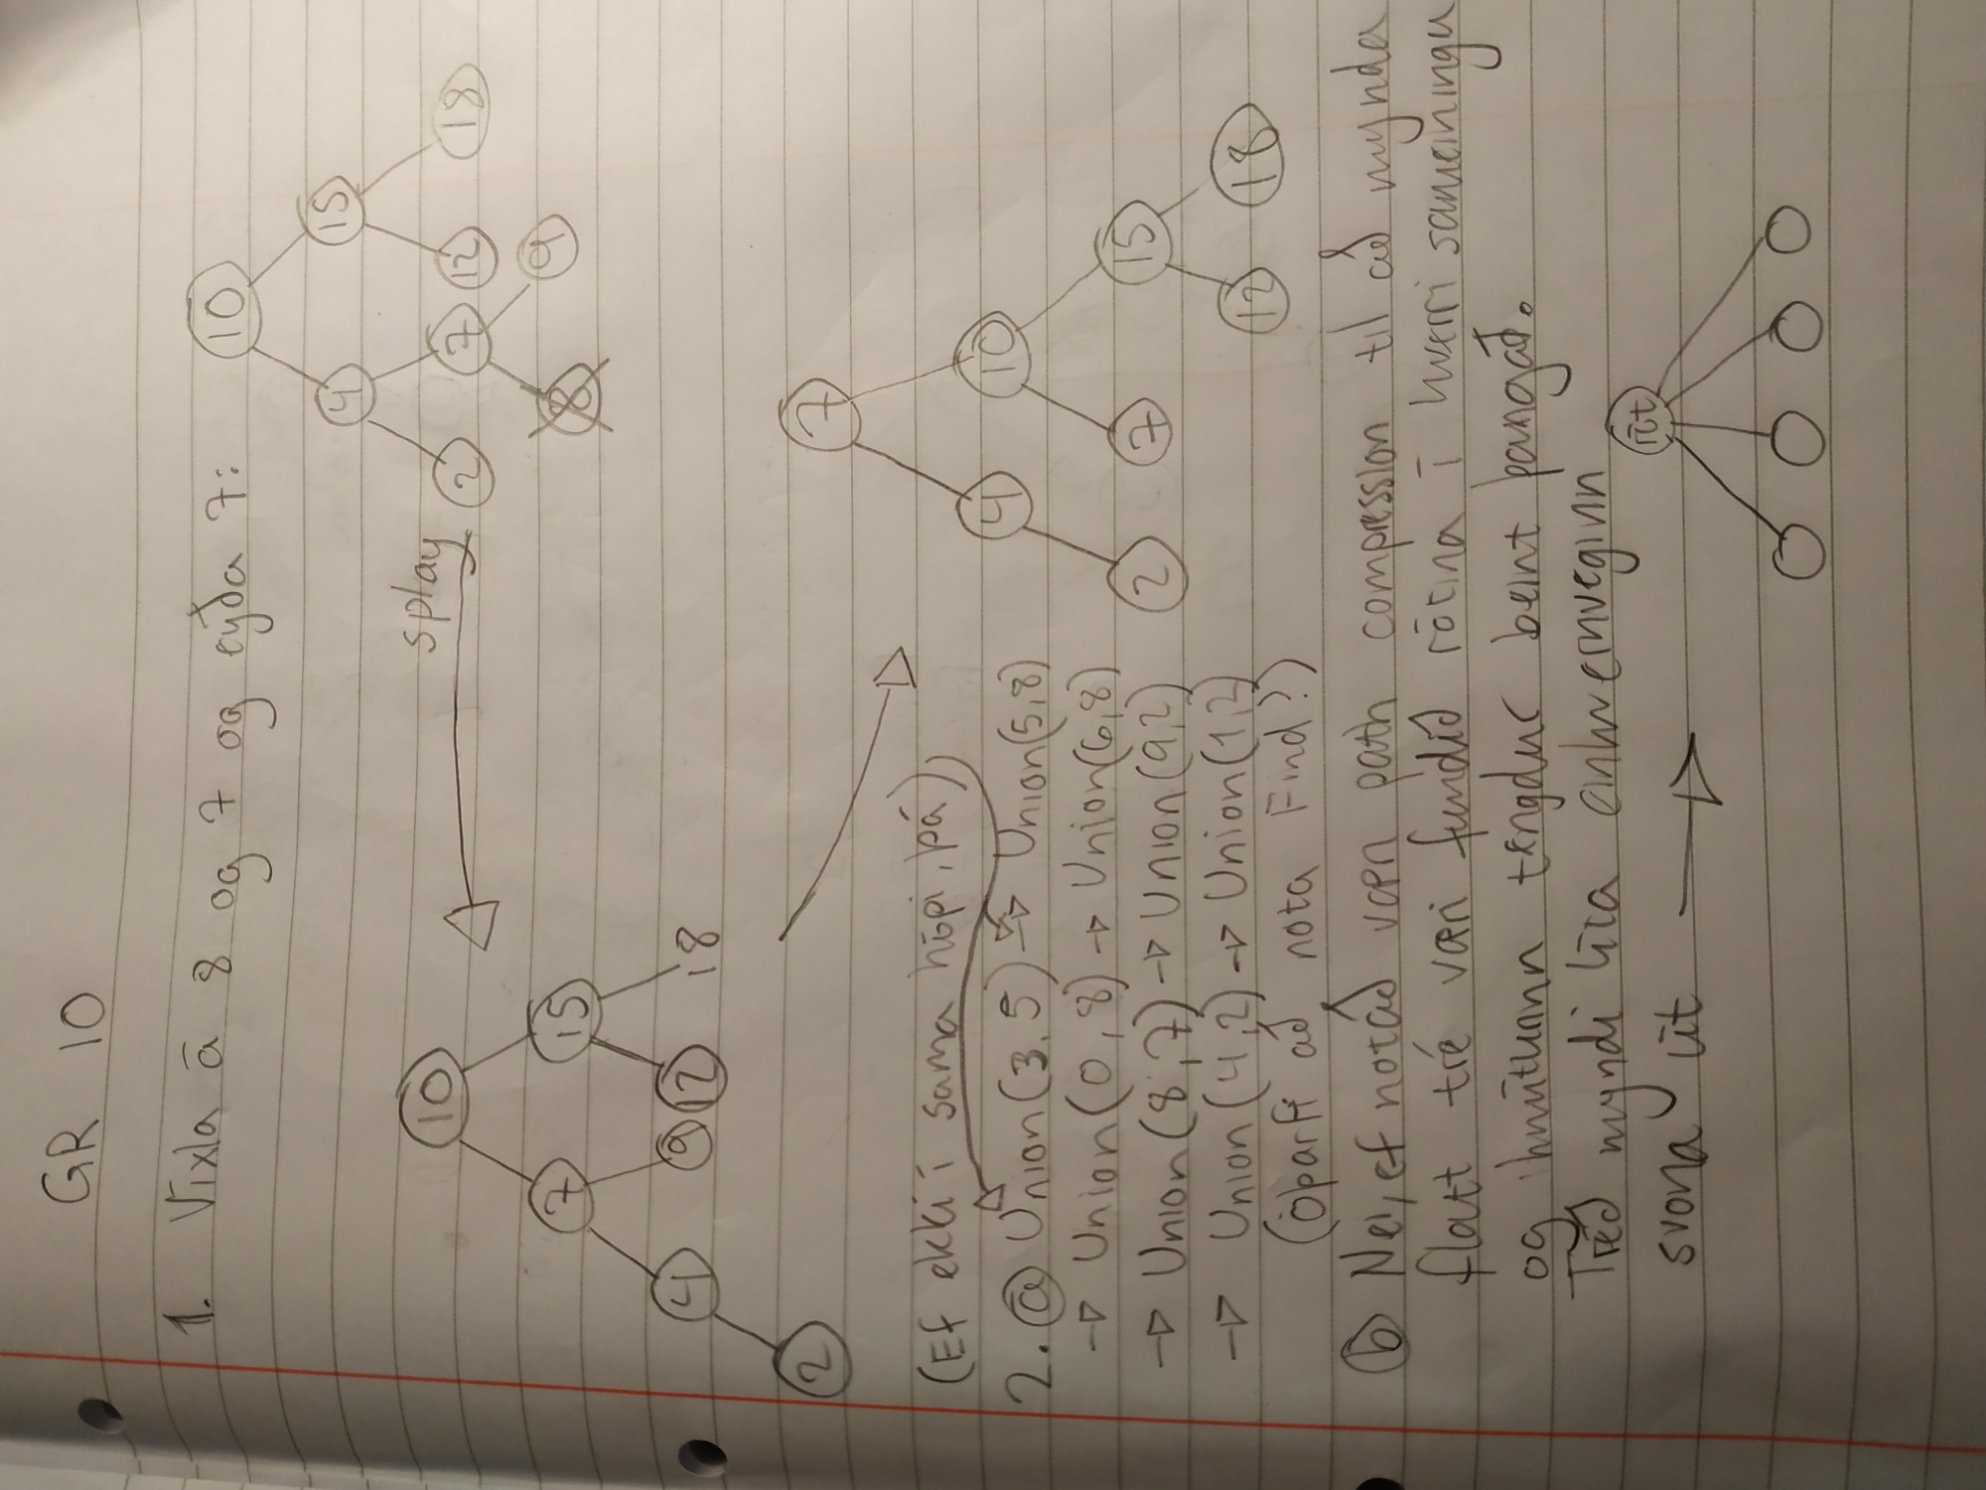 GR 10
1. Víxla á 8 og 7 og eyða 7:
10
4 15
splay
2 7 12 18
8 9
10
7 15
4 9 12 18
2
7
4 10
2 7 15
12 18
(Ef ekki í sama hópi, þá)
2. (a) Union(3,5) → Union(5,8)
→ Union(0,8) → Union(6,8)
→ Union(8,7) → Union(9,2)
→ Union(4,2) → Union(1,2)
(Óþarfi að nota Find?)
(b) Nei, ef notað væri path compression til að mynda
flatt tré væri fundið rótina í hverri sameiningu
og hnúturinn tengdur beint þangað.
Tréð myndi líta einhvernveginn
svona út →
rót